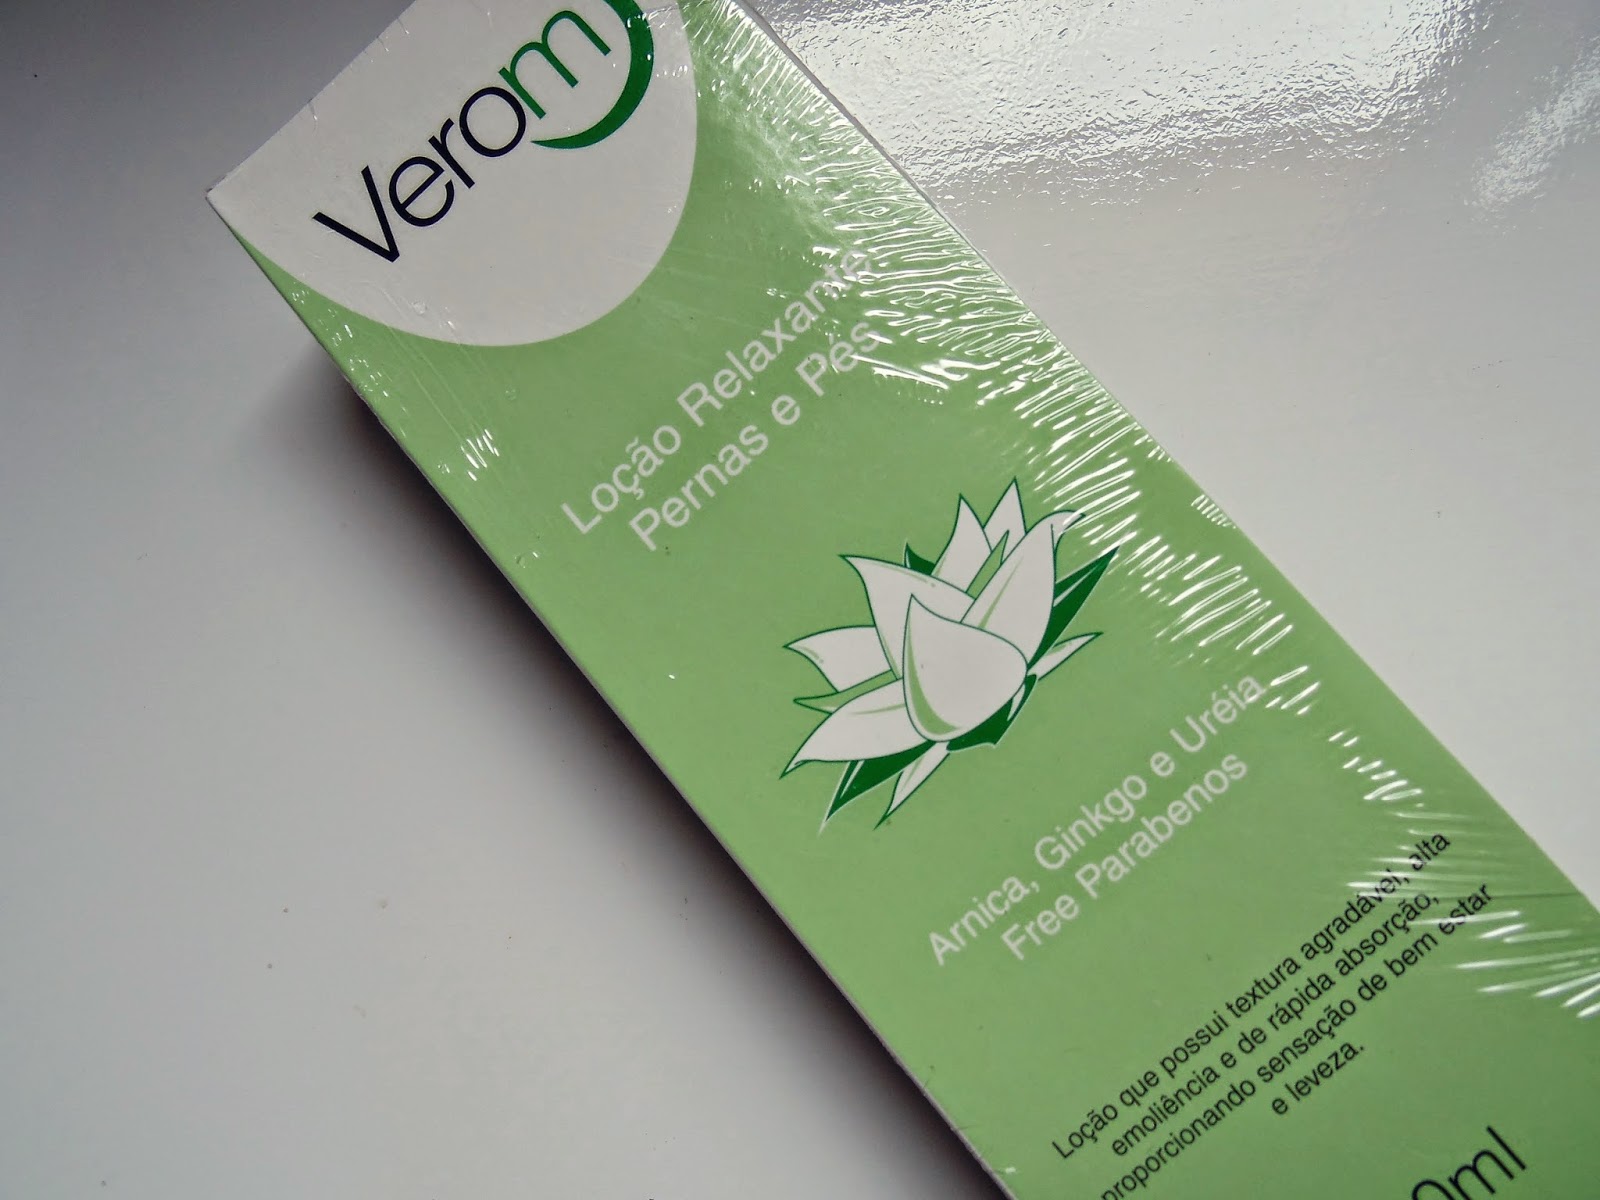 Verom
Loção Relaxante
Pernas e Pés
Arnica, Ginkgo e Uréia
Free Parabenos
Loção que possui textura agradável, alta
emoliência e de rápida absorção,
proporcionando sensação de bem estar
e leveza.
0ml